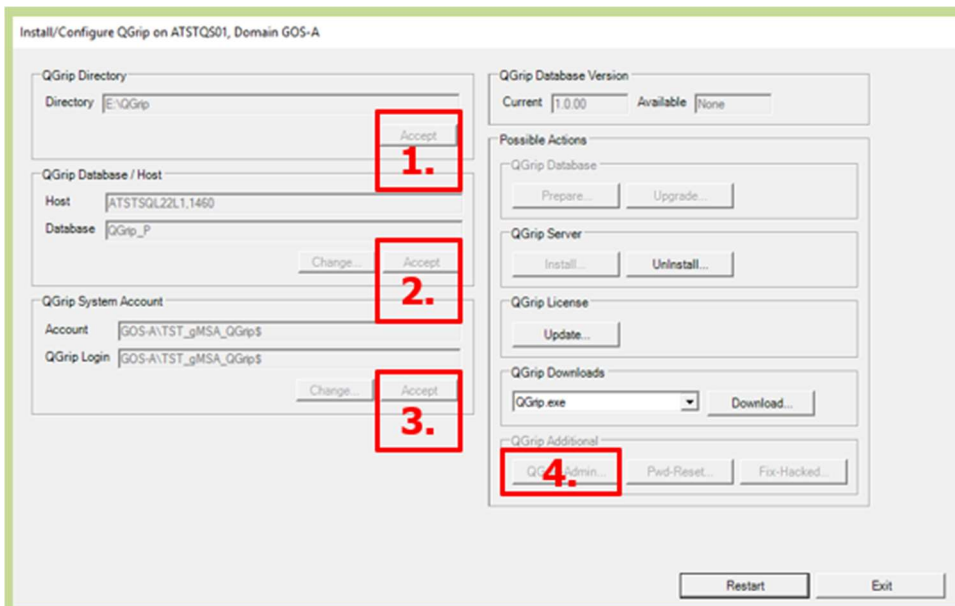 Install/Configure QGrip on ATSTQS01, Domain GOS-A
QGrip Directory
Directory E:\QGrip
Accept
1.
QGrip Database / Host
Host ATSTSQL22L1,1460
Database QGrip_P
Change... Accept
2.
QGrip System Account
Account GOS-A\TST_gMSA_QGrip$
QGrip Login GOS-A\TST_gMSA_QGrip$
Change... Accept
3.
QGrip Database Version
Current 1.0.00 Available None
Possible Actions
QGrip Database
Prepare... Upgrade...
QGrip Server
Install... UnInstall...
QGrip License
Update...
QGrip Downloads
QGrip.exe Download...
QGrip Additional
Admin... Pwd-Reset... Fix-Hacked...
4.
Restart Exit